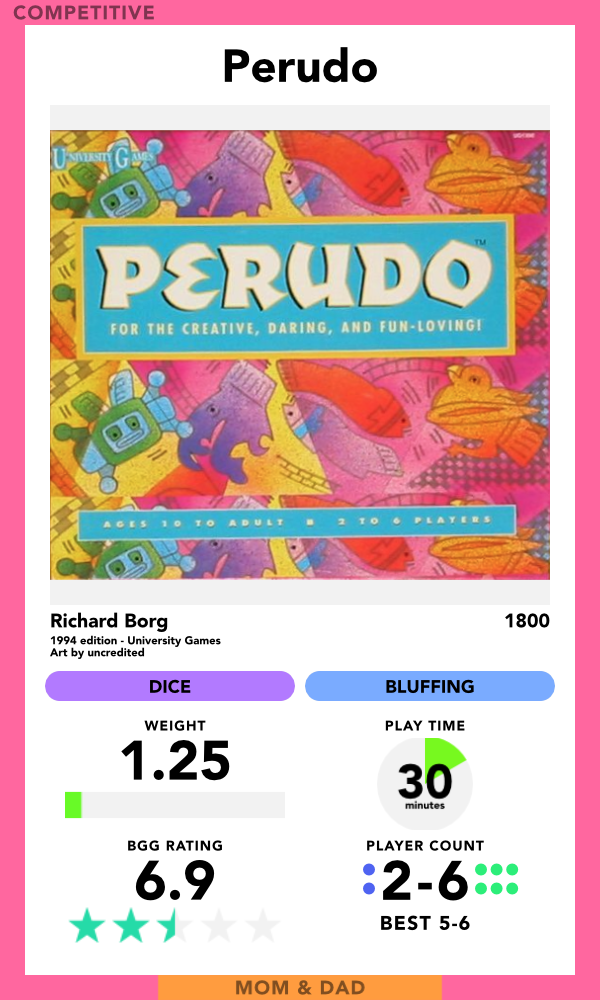 COMPETITIVE
Perudo
UNIVERSITY GAMES
PERUDO™
FOR THE CREATIVE, DARING, AND FUN-LOVING!
AGES 10 TO ADULT ■ 2 TO 6 PLAYERS
Richard Borg
1800
1994 edition - University Games
Art by uncredited
DICE
BLUFFING
WEIGHT
1.25
PLAY TIME
30
minutes
BGG RATING
6.9
PLAYER COUNT
2-6
BEST 5-6
MOM & DAD